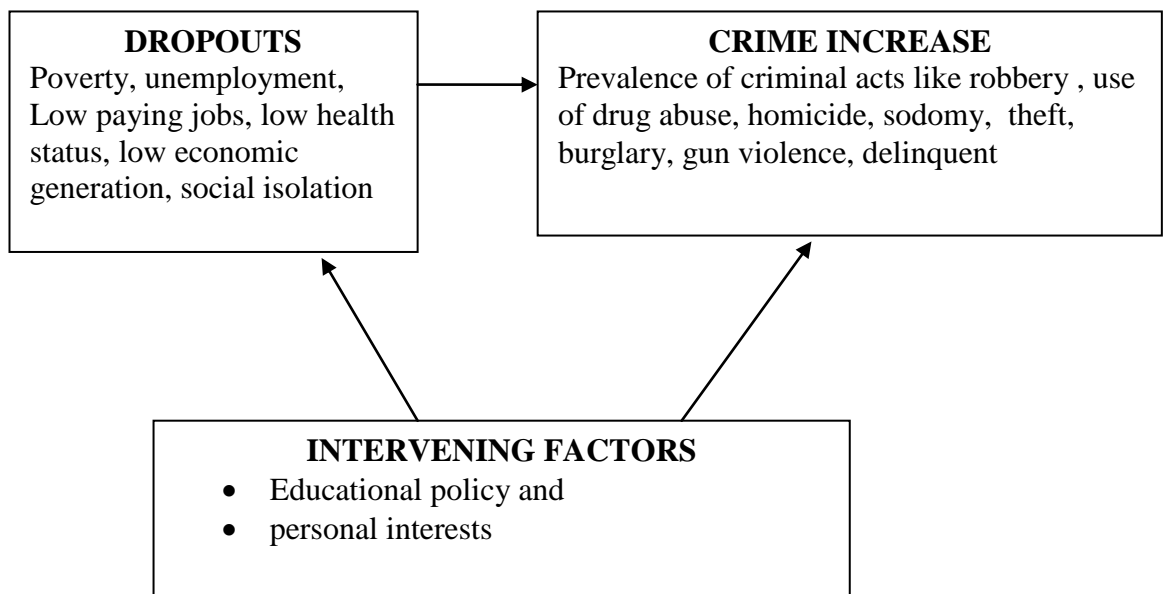 DROPOUTS
Poverty, unemployment,
Low paying jobs, low health
status, low economic
generation, social isolation
CRIME INCREASE
Prevalence of criminal acts like robbery , use
of drug abuse, homicide, sodomy, theft,
burglary, gun violence, delinquent
INTERVENING FACTORS
• Educational policy and
• personal interests